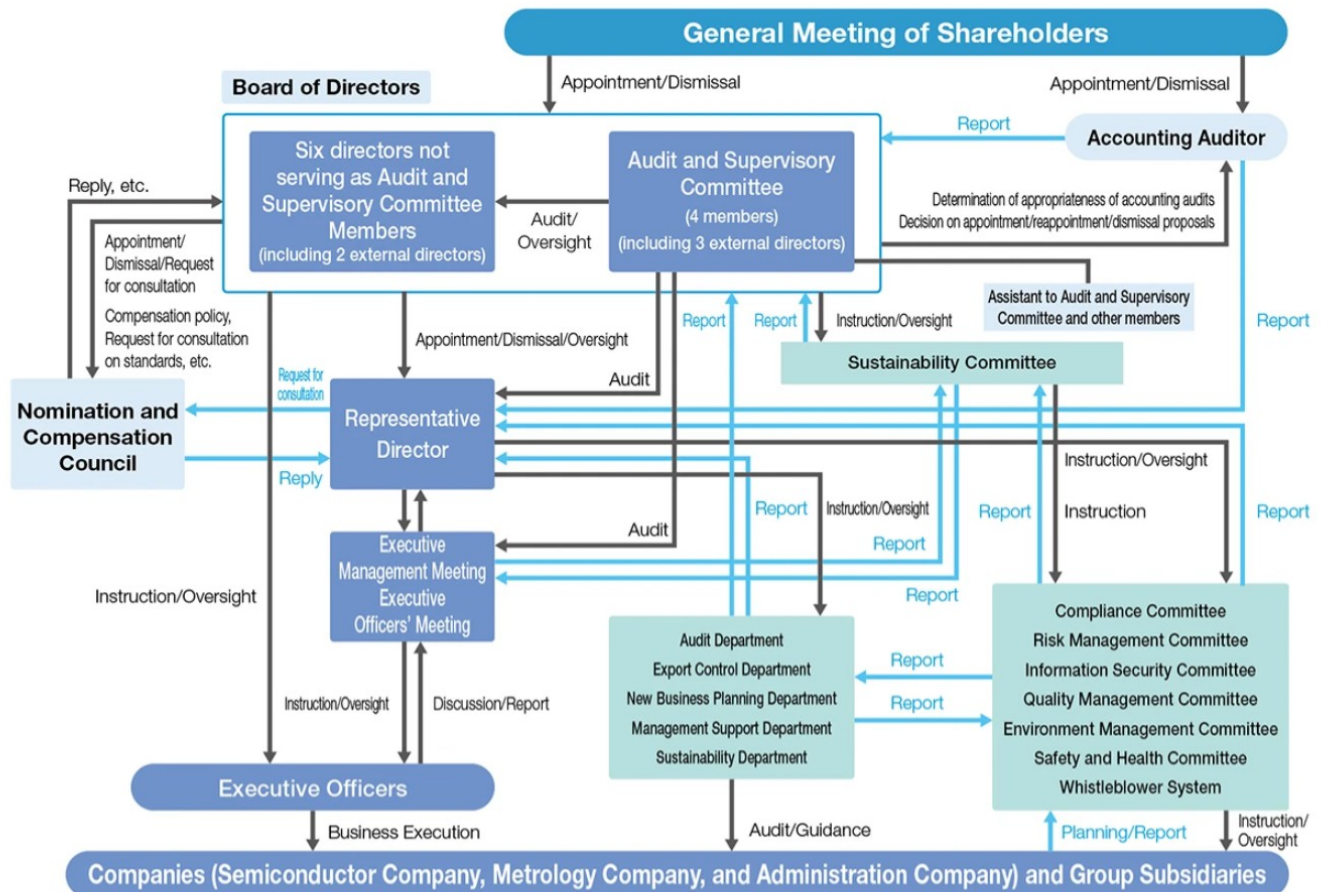 General Meeting of Shareholders
Appointment/Dismissal
Appointment/Dismissal
Board of Directors
Report
Accounting Auditor
Six directors not
serving as Audit and
Supervisory Committee
Members
(including 2 external directors)
Audit/
Oversight
Audit and Supervisory
Committee
(4 members)
(including 3 external directors)
Determination of appropriateness of accounting audits
Decision on appointment/reappointment/dismissal proposals
Reply, etc.
Appointment/
Dismissal/Request
for consultation
Compensation policy,
Request for consultation
on standards, etc.
Assistant to Audit and Supervisory
Committee and other members
Report
Report
Instruction/Oversight
Report
Appointment/Dismissal/Oversight
Sustainability Committee
Nomination and
Compensation
Council
Request for
consultation
Reply
Representative
Director
Audit
Instruction/Oversight
Report
Instruction/Oversight
Report
Instruction
Report
Audit
Report
Report
Executive
Management Meeting
Executive
Officers' Meeting
Instruction/Oversight
Instruction/Oversight
Discussion/Report
Audit Department
Export Control Department
New Business Planning Department
Management Support Department
Sustainability Department
Report
Report
Compliance Committee
Risk Management Committee
Information Security Committee
Quality Management Committee
Environment Management Committee
Safety and Health Committee
Whistleblower System
Executive Officers
Business Execution
Audit/Guidance
Planning/Report
Instruction/
Oversight
Companies (Semiconductor Company, Metrology Company, and Administration Company) and Group Subsidiaries